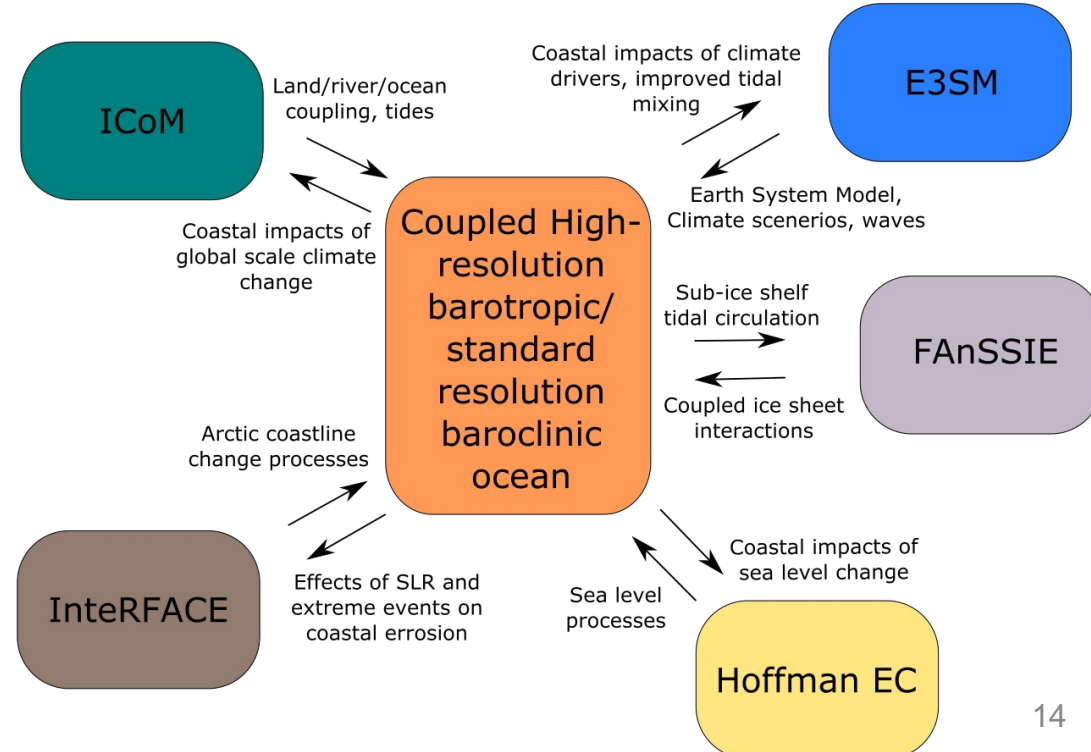 ICoM
Land/river/ocean
coupling, tides
Coastal impacts of
global scale climate
change
Coastal impacts of climate
drivers, improved tidal
mixing
E3SM
Earth System Model,
Climate scenerios, waves
Coupled High-
resolution
barotropic/
standard
resolution
baroclinic
ocean
Sub-ice shelf
tidal circulation
FAnSSIE
Coupled ice sheet
interactions
Arctic coastline
change processes
InteRFACE
Effects of SLR and
extreme events on
coastal errosion
Coastal impacts of
sea level change
Sea level
processes
Hoffman EC
14